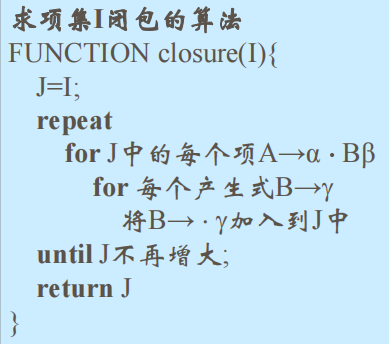 求项集I闭包的算法
FUNCTION closure(I){
J=I;
repeat
for J中的每个项A→α · Bβ
for 每个产生式B→γ
将B→ · γ加入到J中
until J不再增大;
return J
}